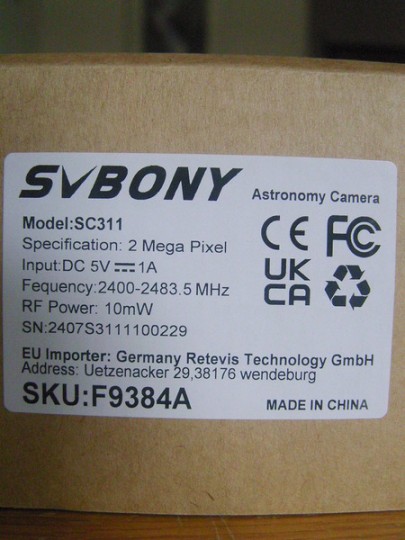 SVBONY Astronomy Camera
Model:SC311
Specification: 2 Mega Pixel
Input:DC 5V⎓1A
Fequency:2400-2483.5 MHz
RF Power: 10mW
SN:2407S3111100229
CE FC
UK
CA
EU Importer: Germany Retevis Technology GmbH
Address: Uetzenacker 29,38176 wendeburg
SKU:F9384A MADE IN CHINA